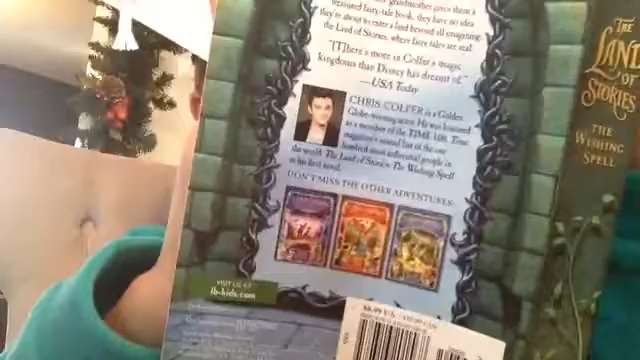 grandmother gives them a
treasured fairy-tale book, they have no idea
they're about to enter a land beyond all imagining:
the Land of Stories, where fairy tales are real.
"[T]here's more in Colfer's magic
kingdoms than Disney has dreamt of."
—USA Today
CHRIS COLFER is a Golden
Globe-winning actor. He was honored
as a member of the TIME 100, Time
magazine's annual list of the one
hundred most influential people in
the world. The Land of Stories: The Wishing Spell
is his first novel.
DON'T MISS THE OTHER ADVENTURES:
VISIT US AT
lb-kids.com
THE
LAND
OF
STORIES
THE
WISHING
SPELL